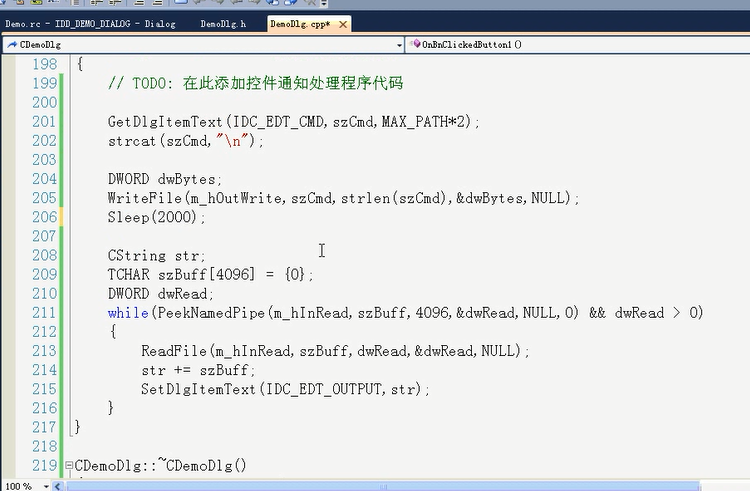 Demo.rc - IDD_DEMO_DIALOG - Dialog DemoDlg.h DemoDlg.cpp*
CDemoDlg OnBnClickedButton1()
198 {
199 // TODO: 在此添加控件通知处理程序代码
200
201 GetDlgItemText(IDC_EDT_CMD,szCmd,MAX_PATH*2);
202 strcat(szCmd,"\n");
203
204 DWORD dwBytes;
205 WriteFile(m_hOutWrite,szCmd,strlen(szCmd),&dwBytes,NULL);
206 Sleep(2000);
207
208 CString str;
209 TCHAR szBuff[4096] = {0};
210 DWORD dwRead;
211 while(PeekNamedPipe(m_hInRead,szBuff,4096,&dwRead,NULL,0) && dwRead > 0)
212 {
213 ReadFile(m_hInRead,szBuff,dwRead,&dwRead,NULL);
214 str += szBuff;
215 SetDlgItemText(IDC_EDT_OUTPUT,str);
216 }
217 }
218
219 CDemoDlg::~CDemoDlg()
100 %